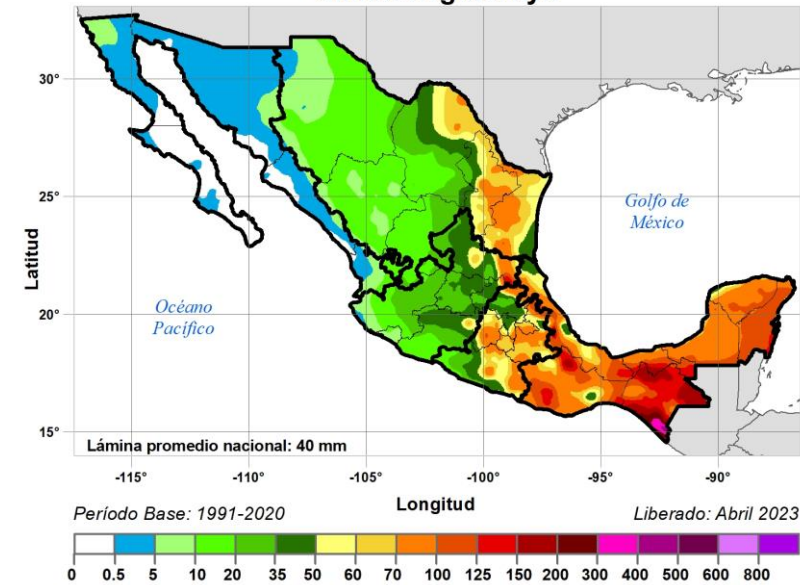 30°
25°
20°
15°
Latitud
Golfo de
México
Océano
Pacífico
Lámina promedio nacional: 40 mm
-115° -110° -105° -100° -95° -90°
Longitud
Período Base: 1991-2020
Liberado: Abril 2023
0 0.5 5 10 20 35 50 60 70 100 125 150 200 300 400 500 600 800